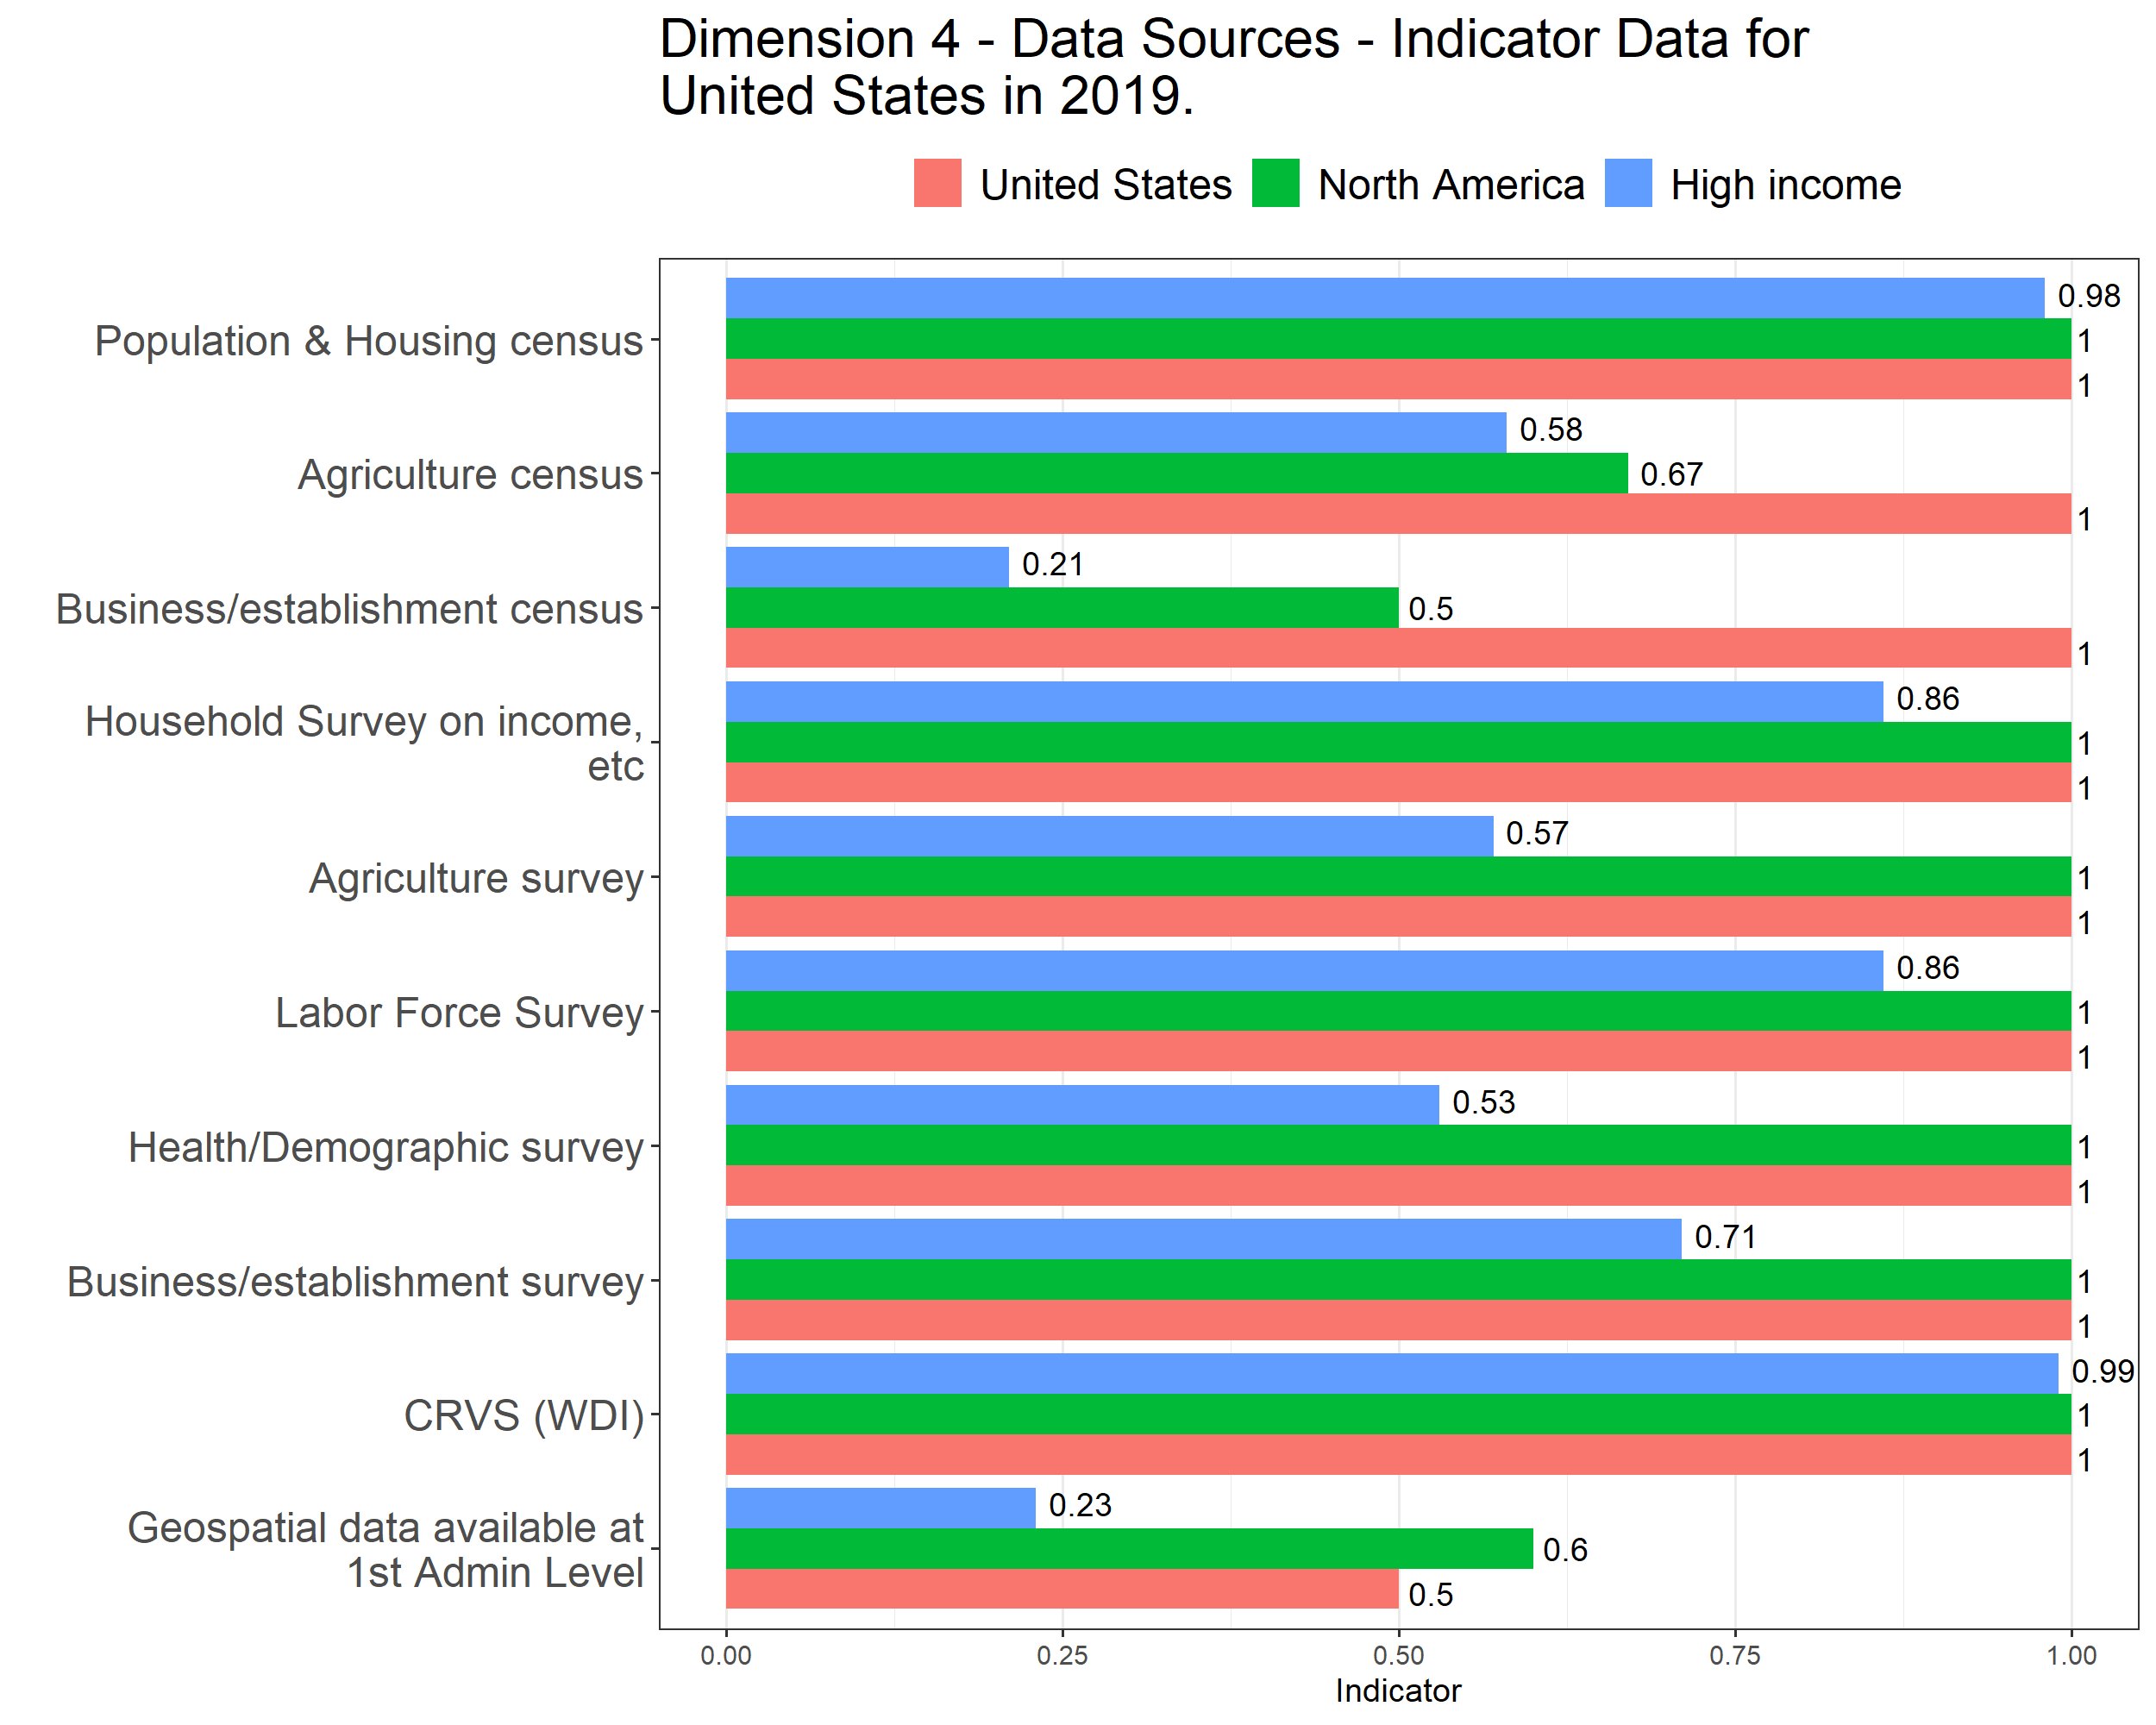 Dimension 4 - Data Sources - Indicator Data for
United States in 2019.
United States North America High income
Population & Housing census
0.98
1
1
Agriculture census
0.58
0.67
1
Business/establishment census
0.21
0.5
1
Household Survey on income,
etc
0.86
1
1
Agriculture survey
0.57
1
1
Labor Force Survey
0.86
1
1
Health/Demographic survey
0.53
1
1
Business/establishment survey
0.71
1
1
CRVS (WDI)
0.99
1
1
Geospatial data available at
1st Admin Level
0.23
0.6
0.5
0.00 0.25 0.50 0.75 1.00
Indicator